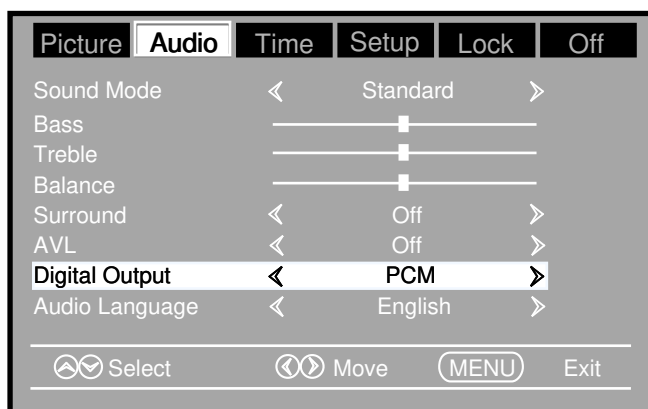 Picture Audio Time Setup Lock Off
Sound Mode Standard
Bass
Treble
Balance
Surround Off
AVL Off
Digital Output PCM
Audio Language English
Select Move MENU Exit